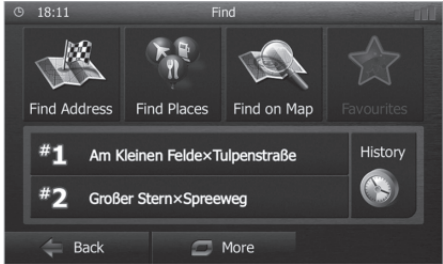 18:11 Find
Find Address Find Places Find on Map Favourites
#1 Am Kleinen Felde×Tulpenstraße History
#2 Großer Stern×Spreeweg
Back More